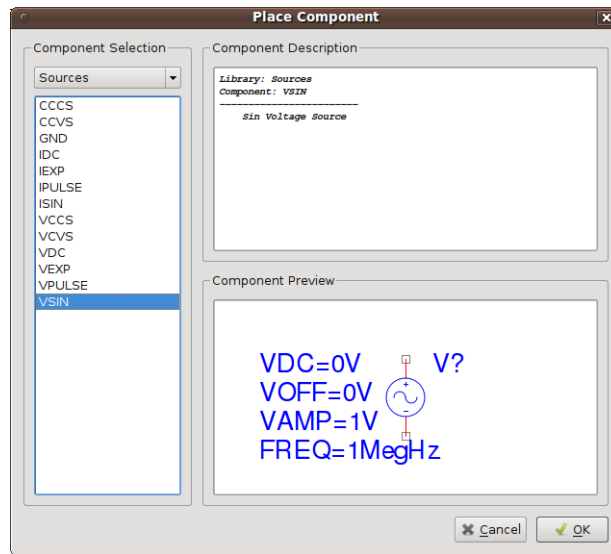 Place Component
Component Selection
Sources
CCCS
CCVS
GND
IDC
IEXP
IPULSE
ISIN
VCCS
VCVS
VDC
VEXP
VPULSE
VSIN
Component Description
Library: Sources
Component: VSIN
------------------------
Sin Voltage Source
Component Preview
VDC=0V
V?
VOFF=0V
VAMP=1V
FREQ=1MegHz
Cancel
OK